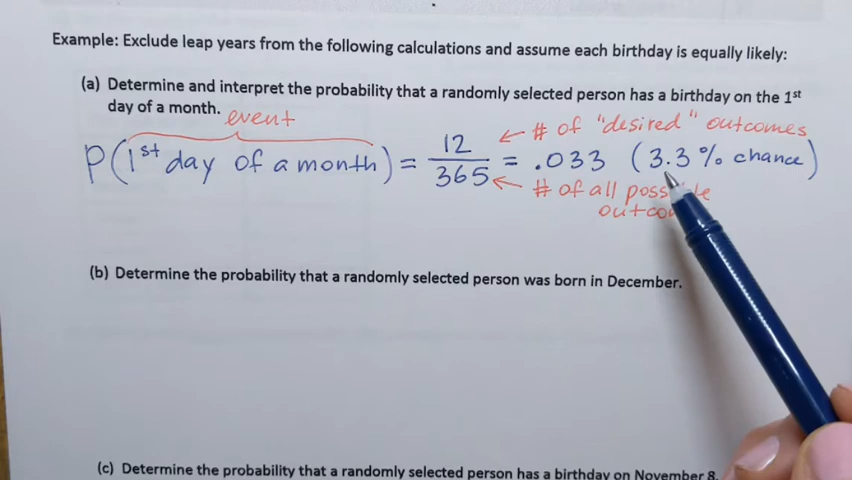 Example: Exclude leap years from the following calculations and assume each birthday is equally likely:
(a) Determine and interpret the probability that a randomly selected person has a birthday on the 1st
day of a month.
event
# of "desired" outcomes
P(1st day of a month) = 12/365 = .033 (3.3% chance)
# of all possible
(b) Determine the probability that a randomly selected person was born in December.
(c) Determine the probability that a randomly selected person has a birthday on November 8.